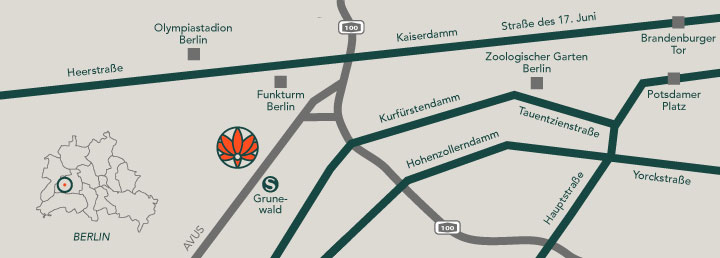 100
Straße des 17. Juni
Olympiastadion
Berlin
Kaiserdamm
Brandenburger
Tor
Heerstraße
Zoologischer Garten
Berlin
Funkturm
Berlin
Potsdamer
Platz
Kurfürstendamm
Tauentzienstraße
Hohenzollerndamm
Yorckstraße
S
Grune-
wald
Hauptstraße
AVUS
100
BERLIN